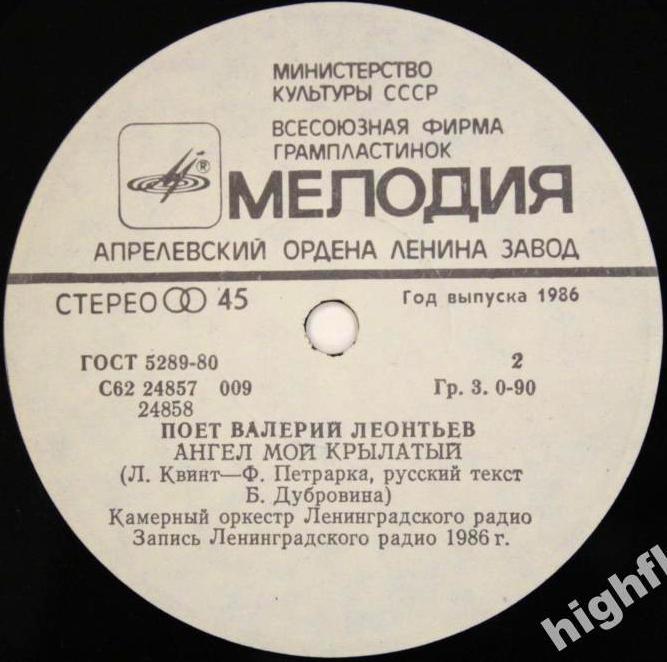 МИНИСТЕРСТВО
КУЛЬТУРЫ СССР
ВСЕСОЮЗНАЯ ФИРМА
ГРАМПЛАСТИНОК
®
МЕЛОДИЯ
АПРЕЛЕВСКИЙ ОРДЕНА ЛЕНИНА ЗАВОД
СТЕРЕО 45 Год выпуска 1986
ГОСТ 5289-80 2
С62 24857 009 Гр. 3. 0-90
24858
ПОЕТ ВАЛЕРИЙ ЛЕОНТЬЕВ
АНГЕЛ МОЙ КРЫЛАТЫЙ
(Л. Квинт—Ф. Петрарка, русский текст
Б. Дубровина)
Камерный оркестр Ленинградского радио
Запись Ленинградского радио 1986 г.